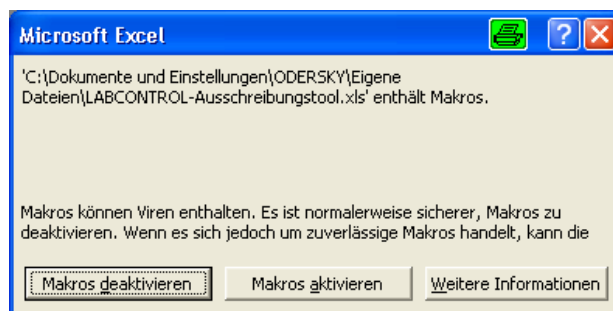 Microsoft Excel
'C:\Dokumente und Einstellungen\ODERSKY\Eigene
Dateien\LABCONTROL-Ausschreibungstool.xls' enthält Makros.
Makros können Viren enthalten. Es ist normalerweise sicherer, Makros zu
deaktivieren. Wenn es sich jedoch um zuverlässige Makros handelt, kann die
Makros deaktivieren Makros aktivieren Weitere Informationen